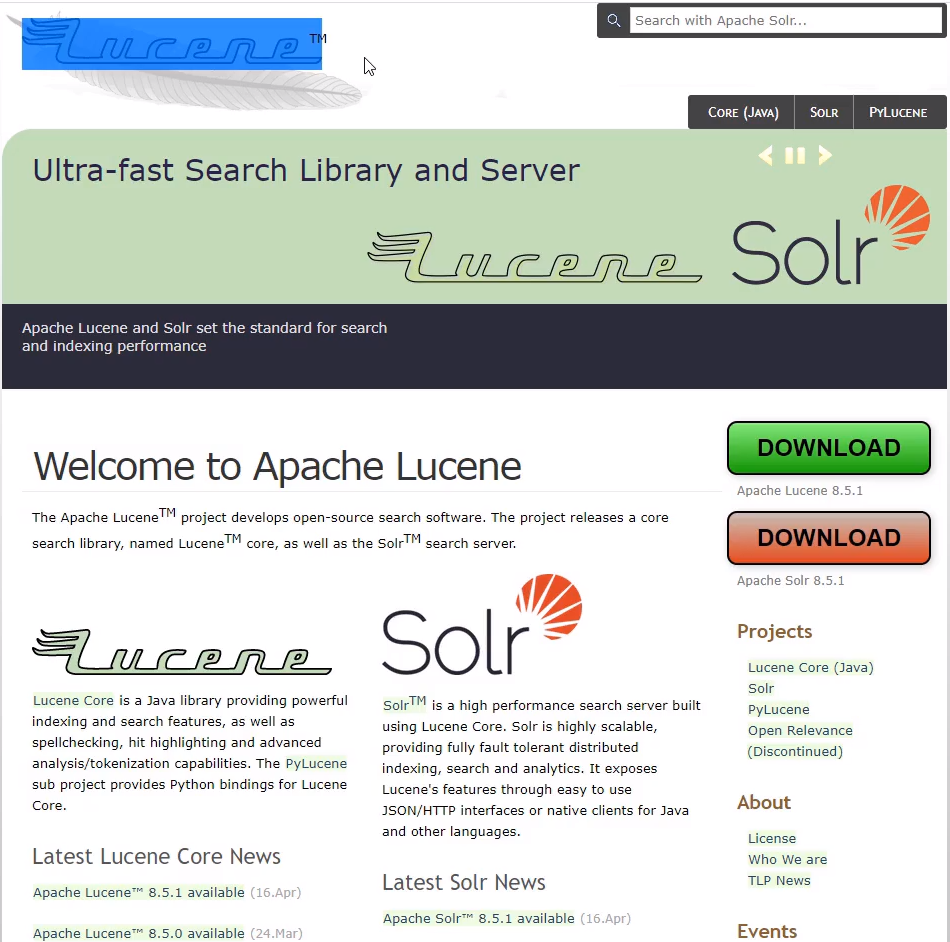 Lucene TM
Search with Apache Solr...
Core (Java) Solr PyLucene
Ultra-fast Search Library and Server
Lucene Solr
Apache Lucene and Solr set the standard for search
and indexing performance
Welcome to Apache Lucene
The Apache Lucene™ project develops open-source search software. The project releases a core
search library, named Lucene™ core, as well as the Solr™ search server.
Lucene
Lucene Core is a Java library providing powerful
indexing and search features, as well as
spellchecking, hit highlighting and advanced
analysis/tokenization capabilities. The PyLucene
sub project provides Python bindings for Lucene
Core.
Latest Lucene Core News
Apache Lucene™ 8.5.1 available (16.Apr)
Apache Lucene™ 8.5.0 available (24.Mar)
Solr
Solr™ is a high performance search server built
using Lucene Core. Solr is highly scalable,
providing fully fault tolerant distributed
indexing, search and analytics. It exposes
Lucene's features through easy to use
JSON/HTTP interfaces or native clients for Java
and other languages.
Latest Solr News
Apache Solr™ 8.5.1 available (16.Apr)
DOWNLOAD
Apache Lucene 8.5.1
DOWNLOAD
Apache Solr 8.5.1
Projects
Lucene Core (Java)
Solr
PyLucene
Open Relevance
(Discontinued)
About
License
Who We are
TLP News
Events